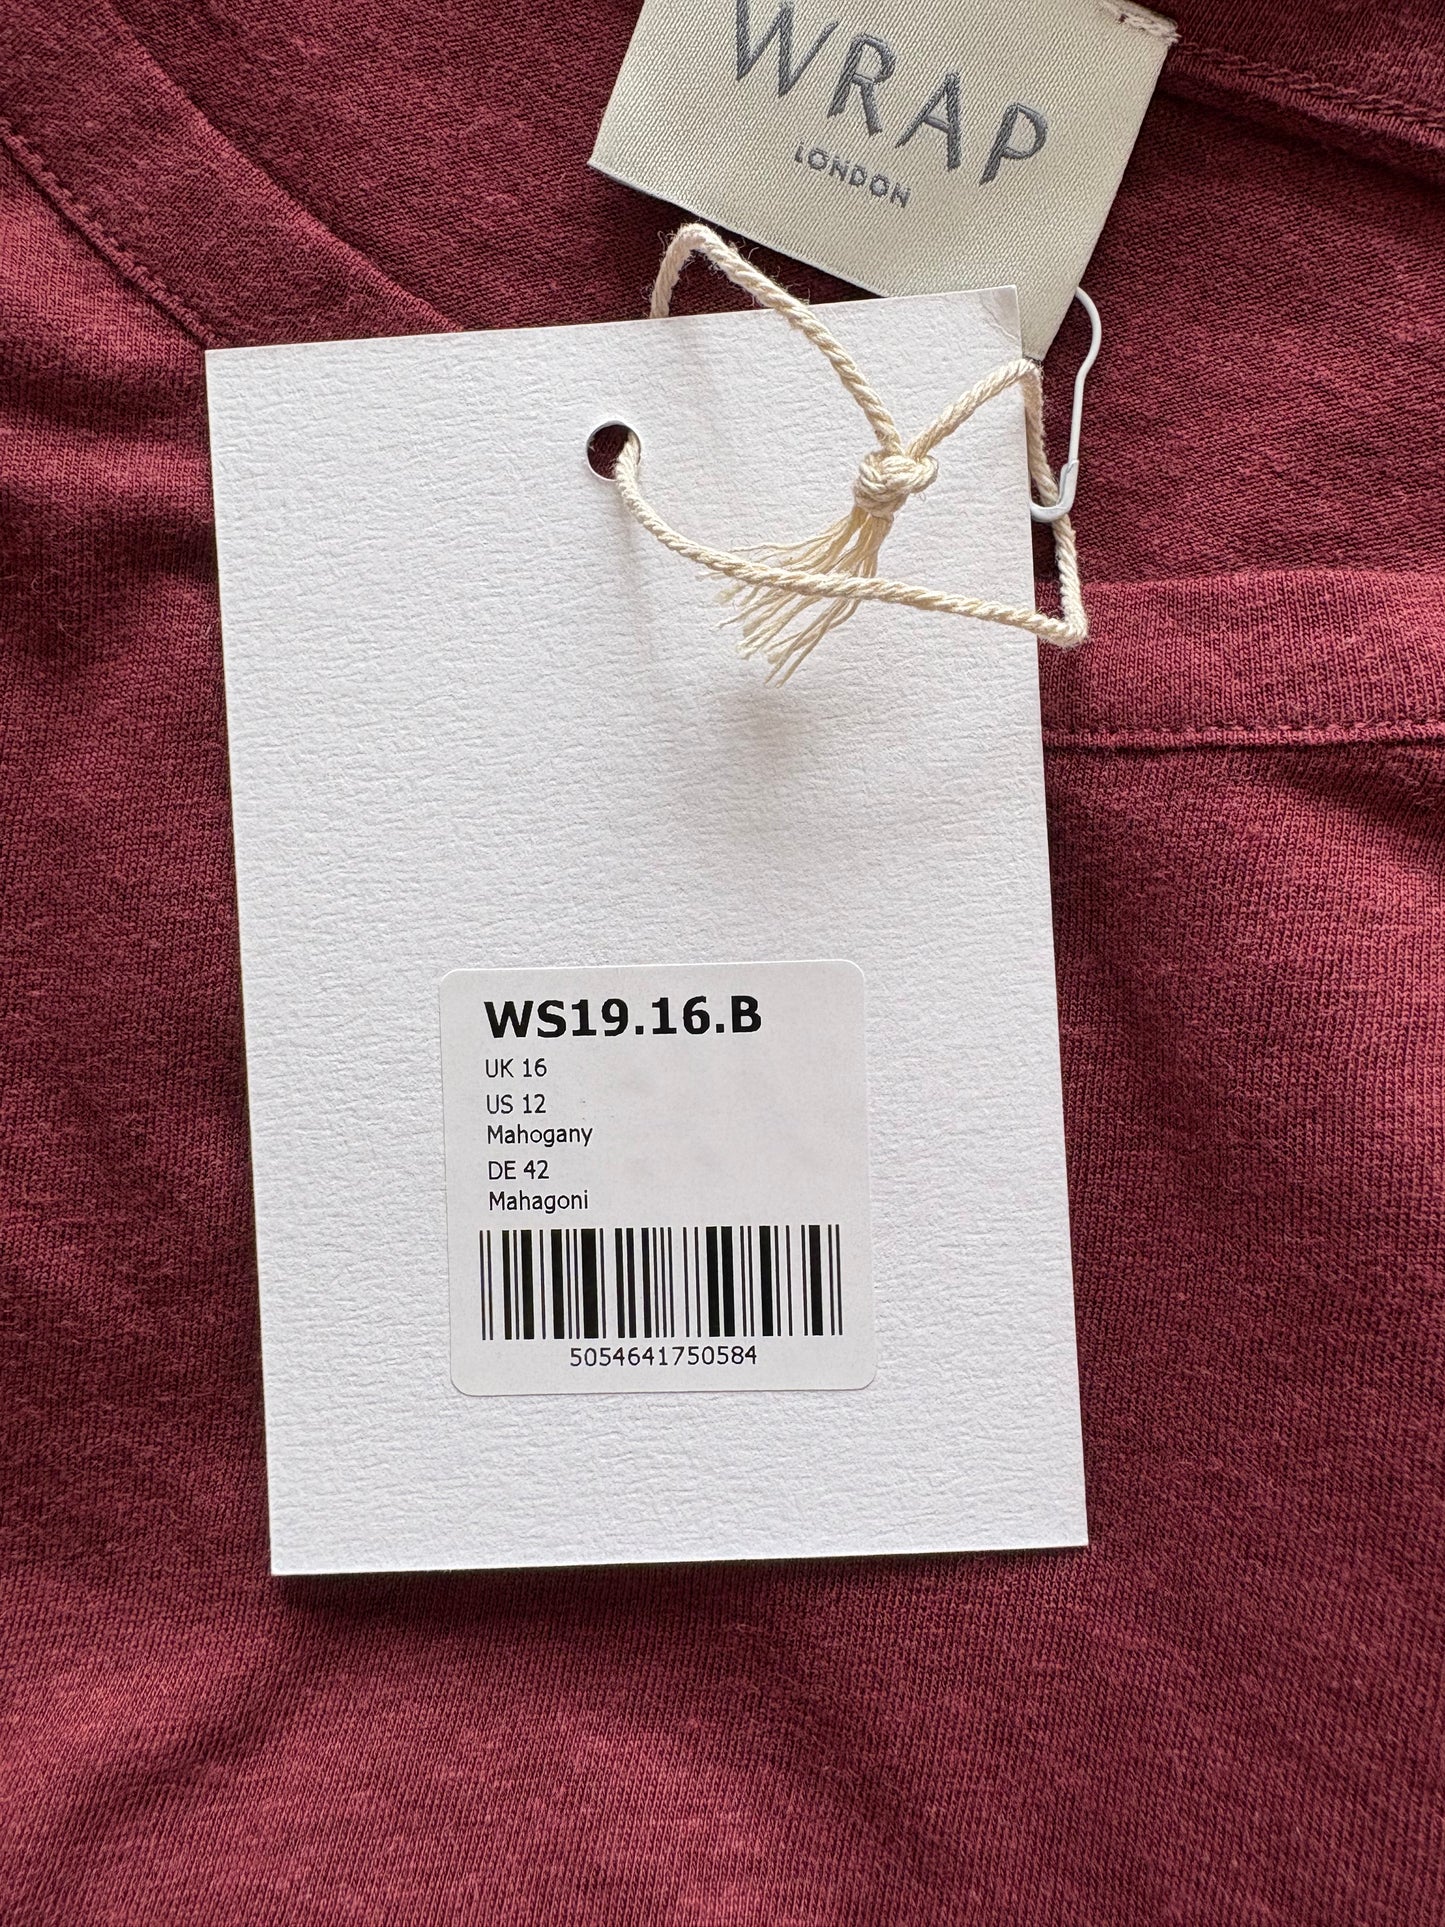 WRAP
LONDON
WS19.16.B
UK 16
US 12
Mahogany
DE 42
Mahagoni
5054641750584